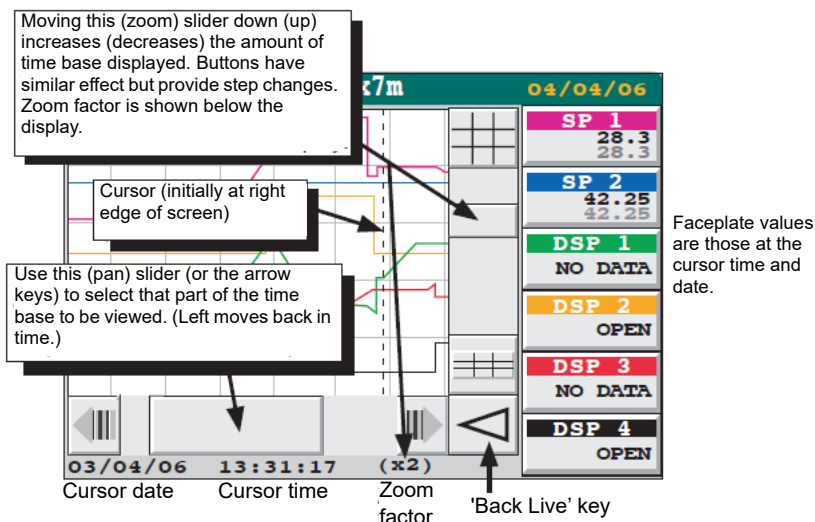 Moving this (zoom) slider down (up)
increases (decreases) the amount of
time base displayed. Buttons have
similar effect but provide step changes.
Zoom factor is shown below the
display.
x7m
04/04/06
SP 1
28.3
28.3
SP 2
42.25
42.25
DSP 1
NO DATA
DSP 2
OPEN
DSP 3
NO DATA
DSP 4
OPEN
Cursor (initially at right
edge of screen)
Use this (pan) slider (or the arrow
keys) to select that part of the time
base to be viewed. (Left moves back in
time.)
Faceplate values
are those at the
cursor time and
date.
03/04/06 13:31:17 (x2)
Cursor date
Cursor time
Zoom
factor
'Back Live’ key